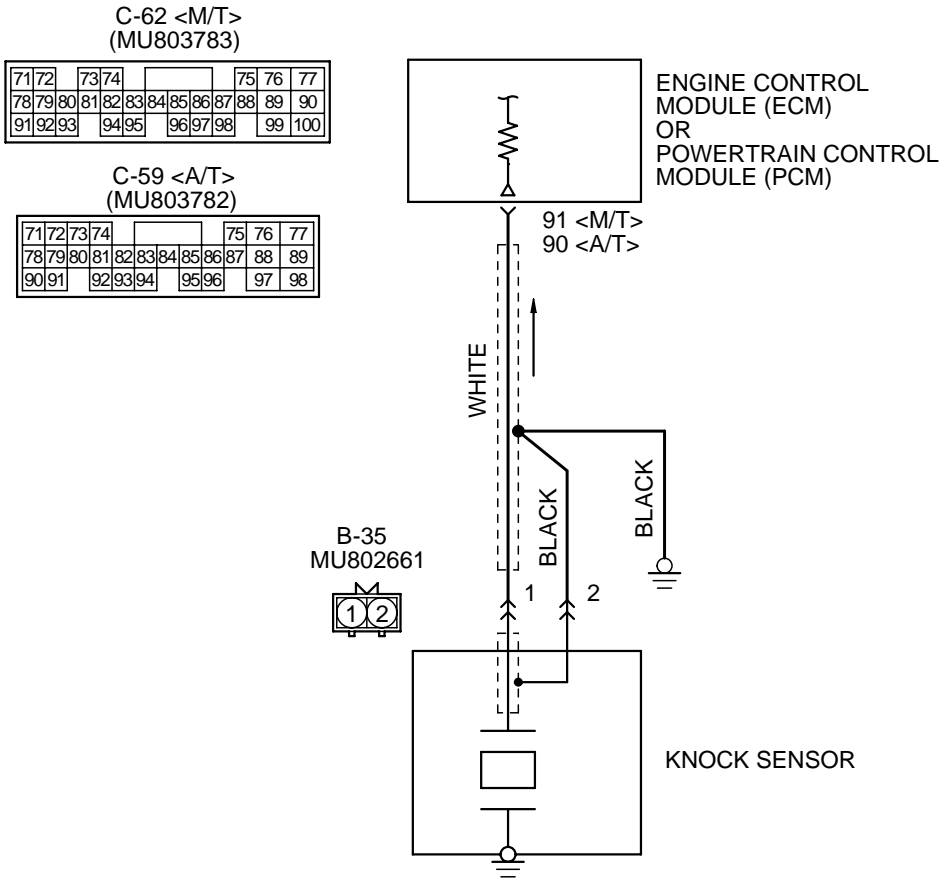 C-62 <M/T>
(MU803783)
71 72 73 74 75 76 77
78 79 80 81 82 83 84 85 86 87 88 89 90
91 92 93 94 95 96 97 98 99 100
C-59 <A/T>
(MU803782)
71 72 73 74 75 76 77
78 79 80 81 82 83 84 85 86 87 88 89
90 91 92 93 94 95 96 97 98
ENGINE CONTROL
MODULE (ECM)
OR
POWERTRAIN CONTROL
MODULE (PCM)
91 <M/T>
90 <A/T>
WHITE
BLACK
BLACK
B-35
MU802661
1 2
1 2
KNOCK SENSOR